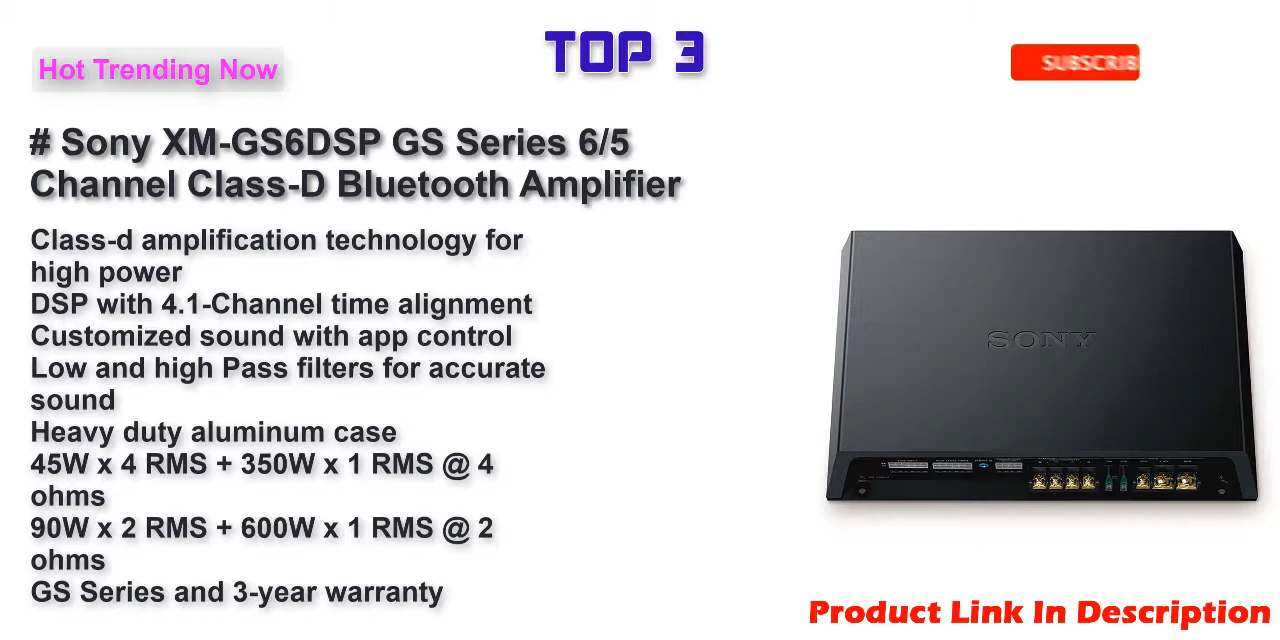 TOP 3
Hot Trending Now
SUBSCRIB
# Sony XM-GS6DSP GS Series 6/5
Channel Class-D Bluetooth Amplifier
Class-d amplification technology for
high power
DSP with 4.1-Channel time alignment
Customized sound with app control
Low and high Pass filters for accurate
sound
Heavy duty aluminum case
45W x 4 RMS + 350W x 1 RMS @ 4
ohms
90W x 2 RMS + 600W x 1 RMS @ 2
ohms
GS Series and 3-year warranty
SONY
Product Link In Description